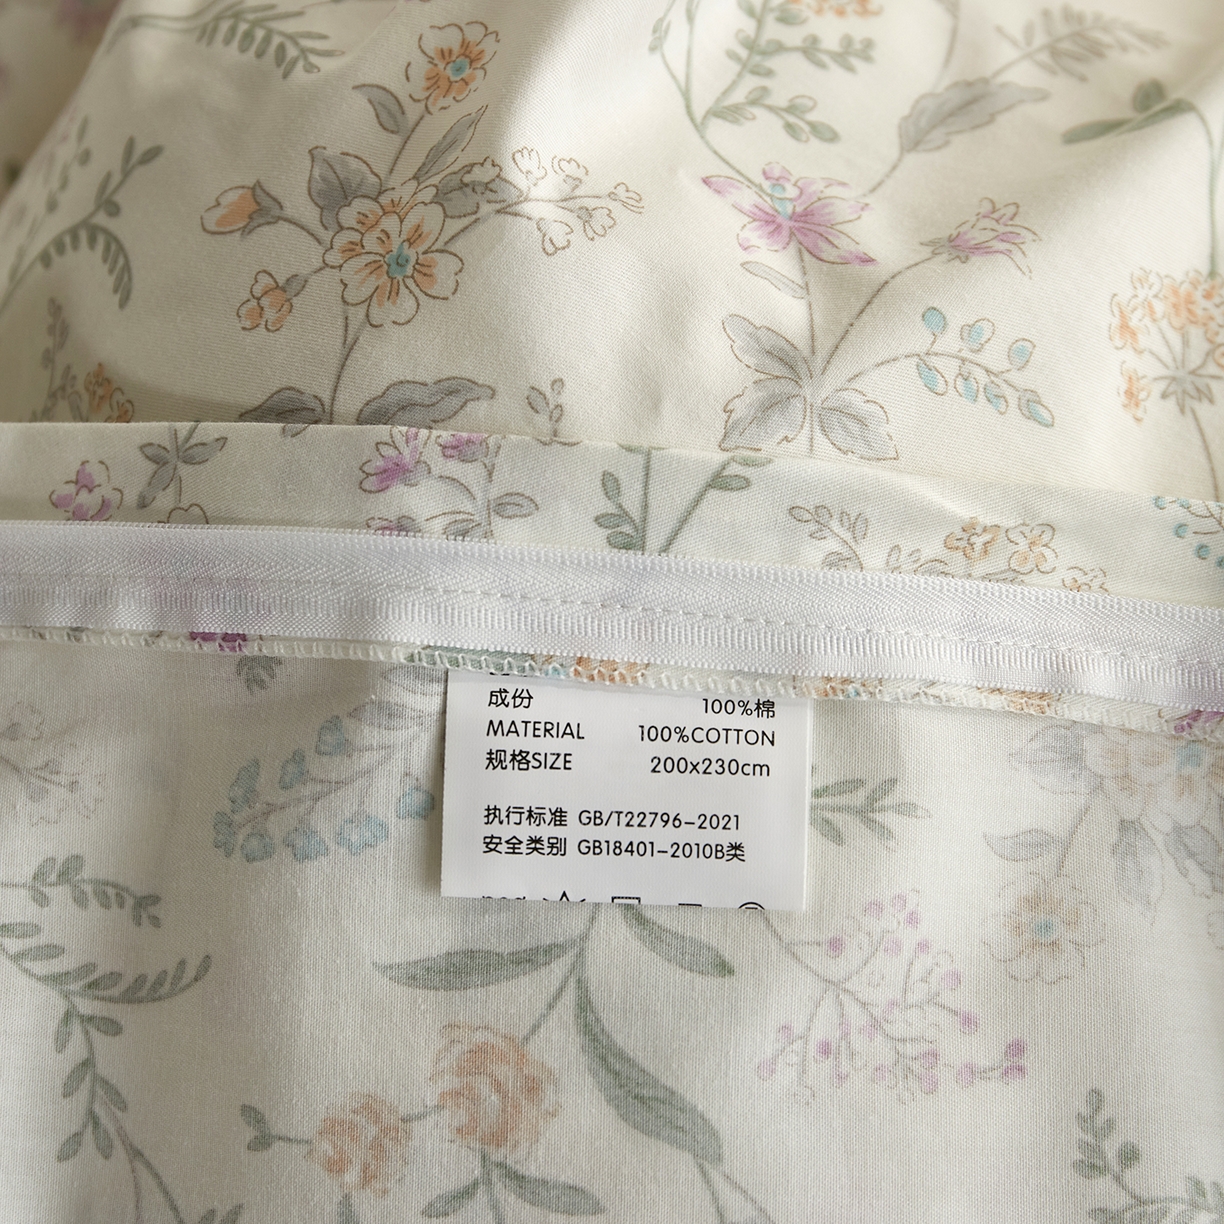 成份 100%棉
MATERIAL 100%COTTON
规格SIZE 200x230cm
执行标准 GB/T22796-2021
安全类别 GB18401-2010B类